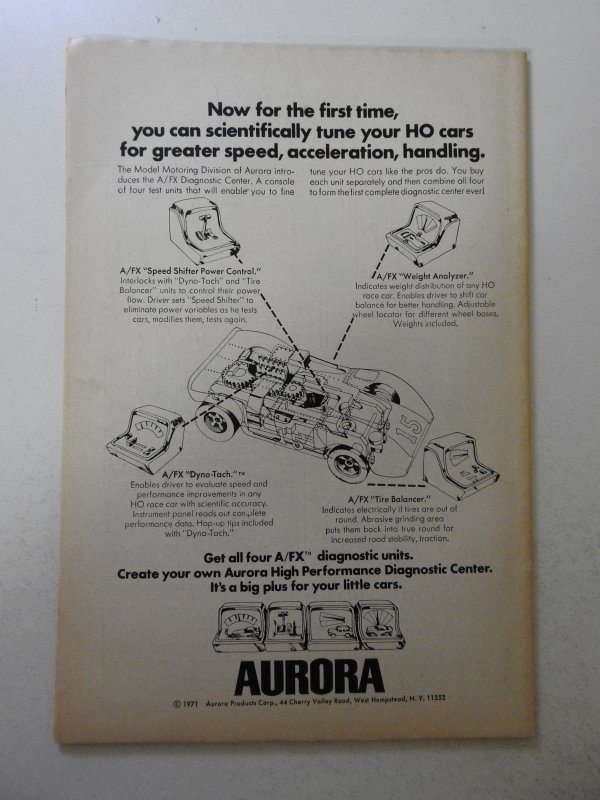 Now for the first time,
you can scientifically tune your HO cars
for greater speed, acceleration, handling.
The Model Motoring Division of Aurora intro-
duces the A/FX Diagnostic Center. A console
of four test units that will enable you to fine
tune your HO cars like the pros do. You buy
each unit separately and then combine all four
to form the first complete diagnostic center ever!
A/FX "Speed Shifter Power Control."
Interlocks with "Dyno-Tach" and "Tire
Balancer" units to control their power
flow. Driver sets "Speed Shifter" to
eliminate power variables as he tests
cars, modifies them, tests again.
A/FX "Weight Analyzer."
Indicates weight distribution of any HO
race car. Enables driver to shift car
balance for better handling. Adjustable
wheel locator for different wheel bases.
Weights included.
15
A/FX "Dyno-Tach."™
Enables driver to evaluate speed and
performance improvements in any
HO race car with scientific accuracy.
Instrument panel reads out complete
performance data. Hop-up tips included
with "Dyno-Tach."
A/FX "Tire Balancer."
Indicates electrically if tires are out of
round. Abrasive grinding area
puts them back into true round for
increased road stability, traction.
Get all four A/FX™ diagnostic units.
Create your own Aurora High Performance Diagnostic Center.
It's a big plus for your little cars.
AURORA
© 1971 Aurora Products Corp., 44 Cherry Valley Road, West Hempstead, N. Y. 11552